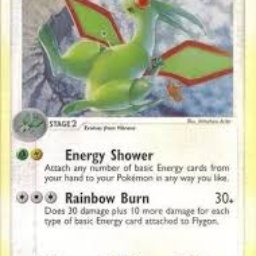 STAGE 2
Evolves from Vibrava
Energy Shower
Attach any number of basic Energy cards from
your hand to your Pokémon in any way you like.
Rainbow Burn 30+
Does 30 damage plus 10 more damage for each
type of basic Energy card attached to Flygon.